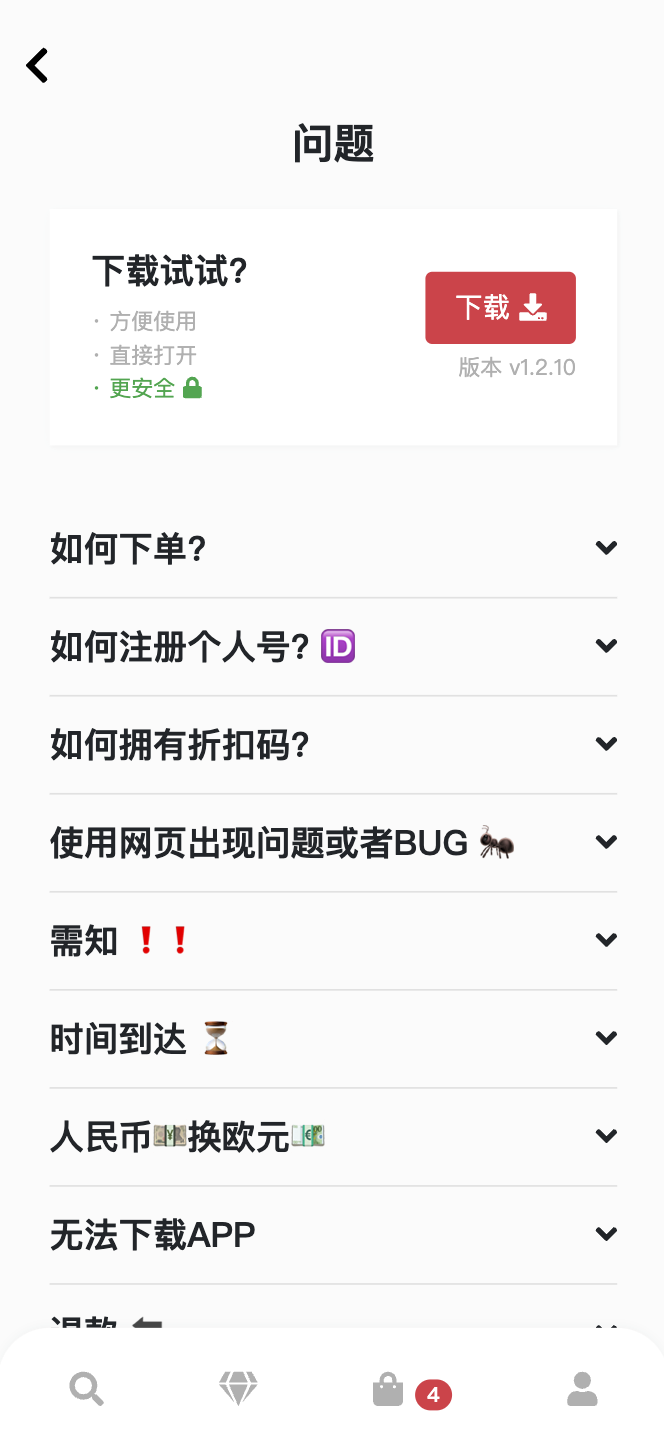 问题
下载试试?
· 方便使用
· 直接打开
· 更安全
下载
版本 v1.2.10
如何下单?
如何注册个人号? 🆔
如何拥有折扣码?
使用网页出现问题或者BUG 🐜
需知 ❗❗
时间到达 ⏳
人民币💴换欧元💶
无法下载APP
退款
4